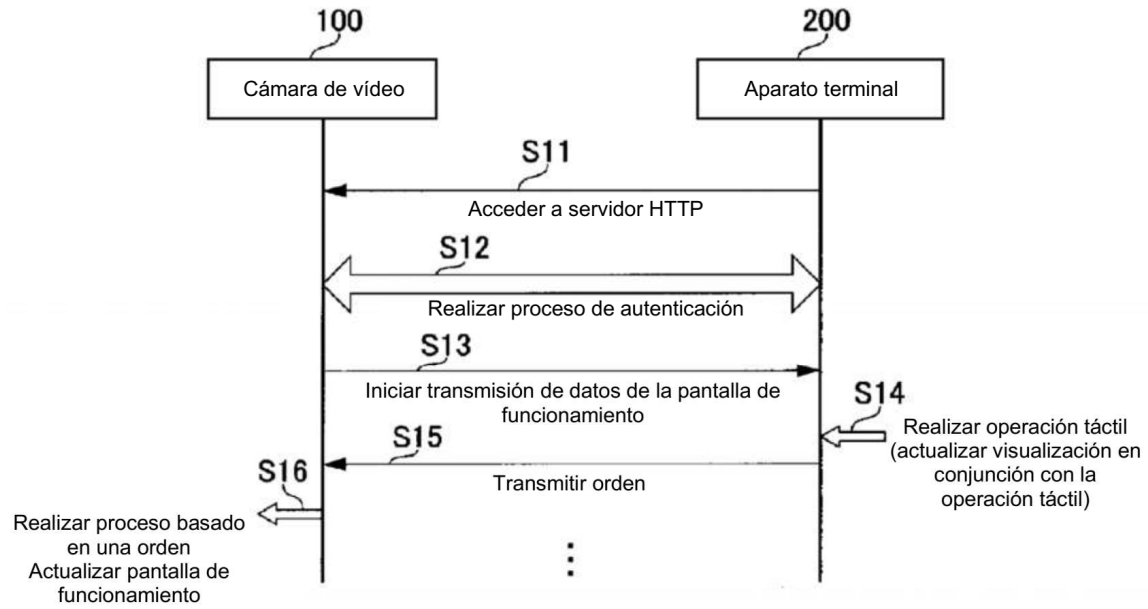 100
200
Cámara de vídeo
Aparato terminal
S11
Acceder a servidor HTTP
S12
Realizar proceso de autenticación
S13
Iniciar transmisión de datos de la pantalla de
funcionamiento
S14
Realizar operación táctil
(actualizar visualización en
conjunción con la
operación táctil)
S15
Transmitir orden
S16
Realizar proceso basado
en una orden
Actualizar pantalla de
funcionamiento